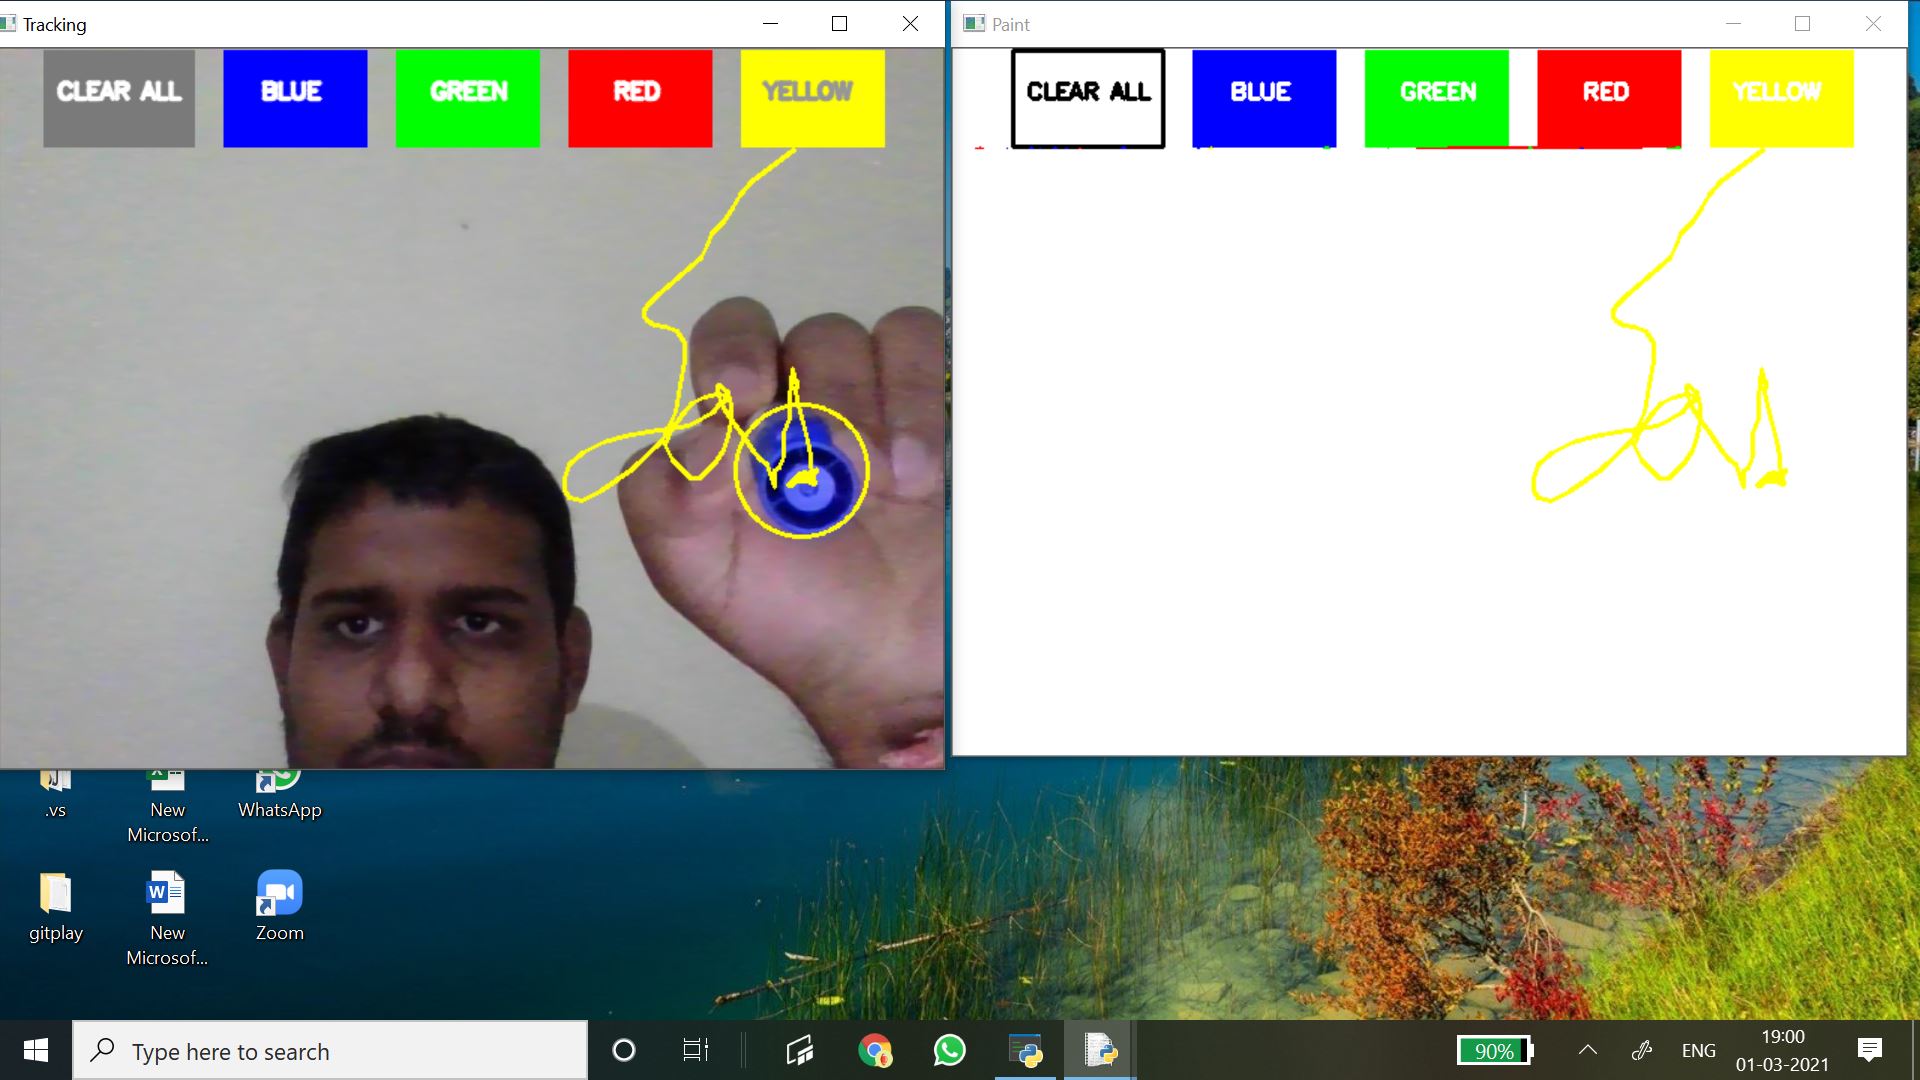 Tracking
CLEAR ALL BLUE GREEN RED YELLOW
Paint
CLEAR ALL BLUE GREEN RED YELLOW
.vs
New
Microsof...
WhatsApp
gitplay
W
New
Microsof...
Zoom
Type here to search
90%
ENG
19:00
01-03-2021